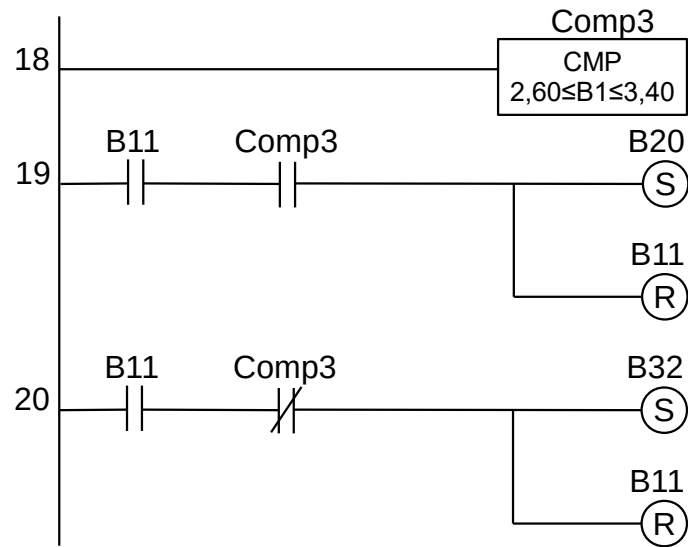 Comp3
18
CMP
2,60≤B1≤3,40
B11 Comp3 B20
19
S
B11
R
B11 Comp3 B32
20
S
B11
R